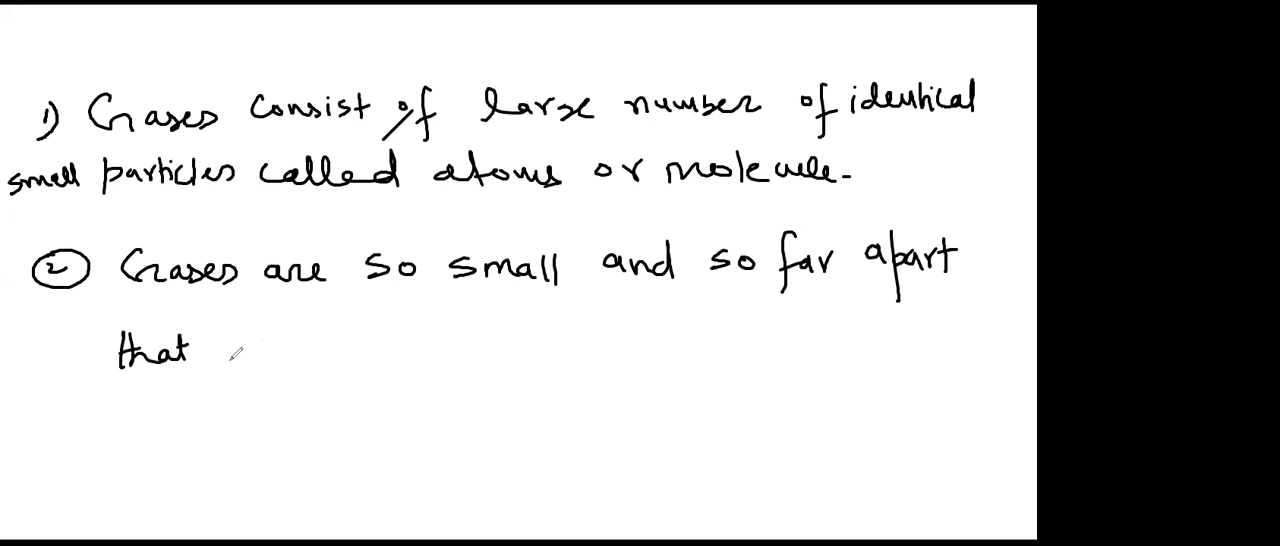 1) Gases consist of large number of identical
small particles called atoms or molecule.
② Gases are so small and so far apart
that